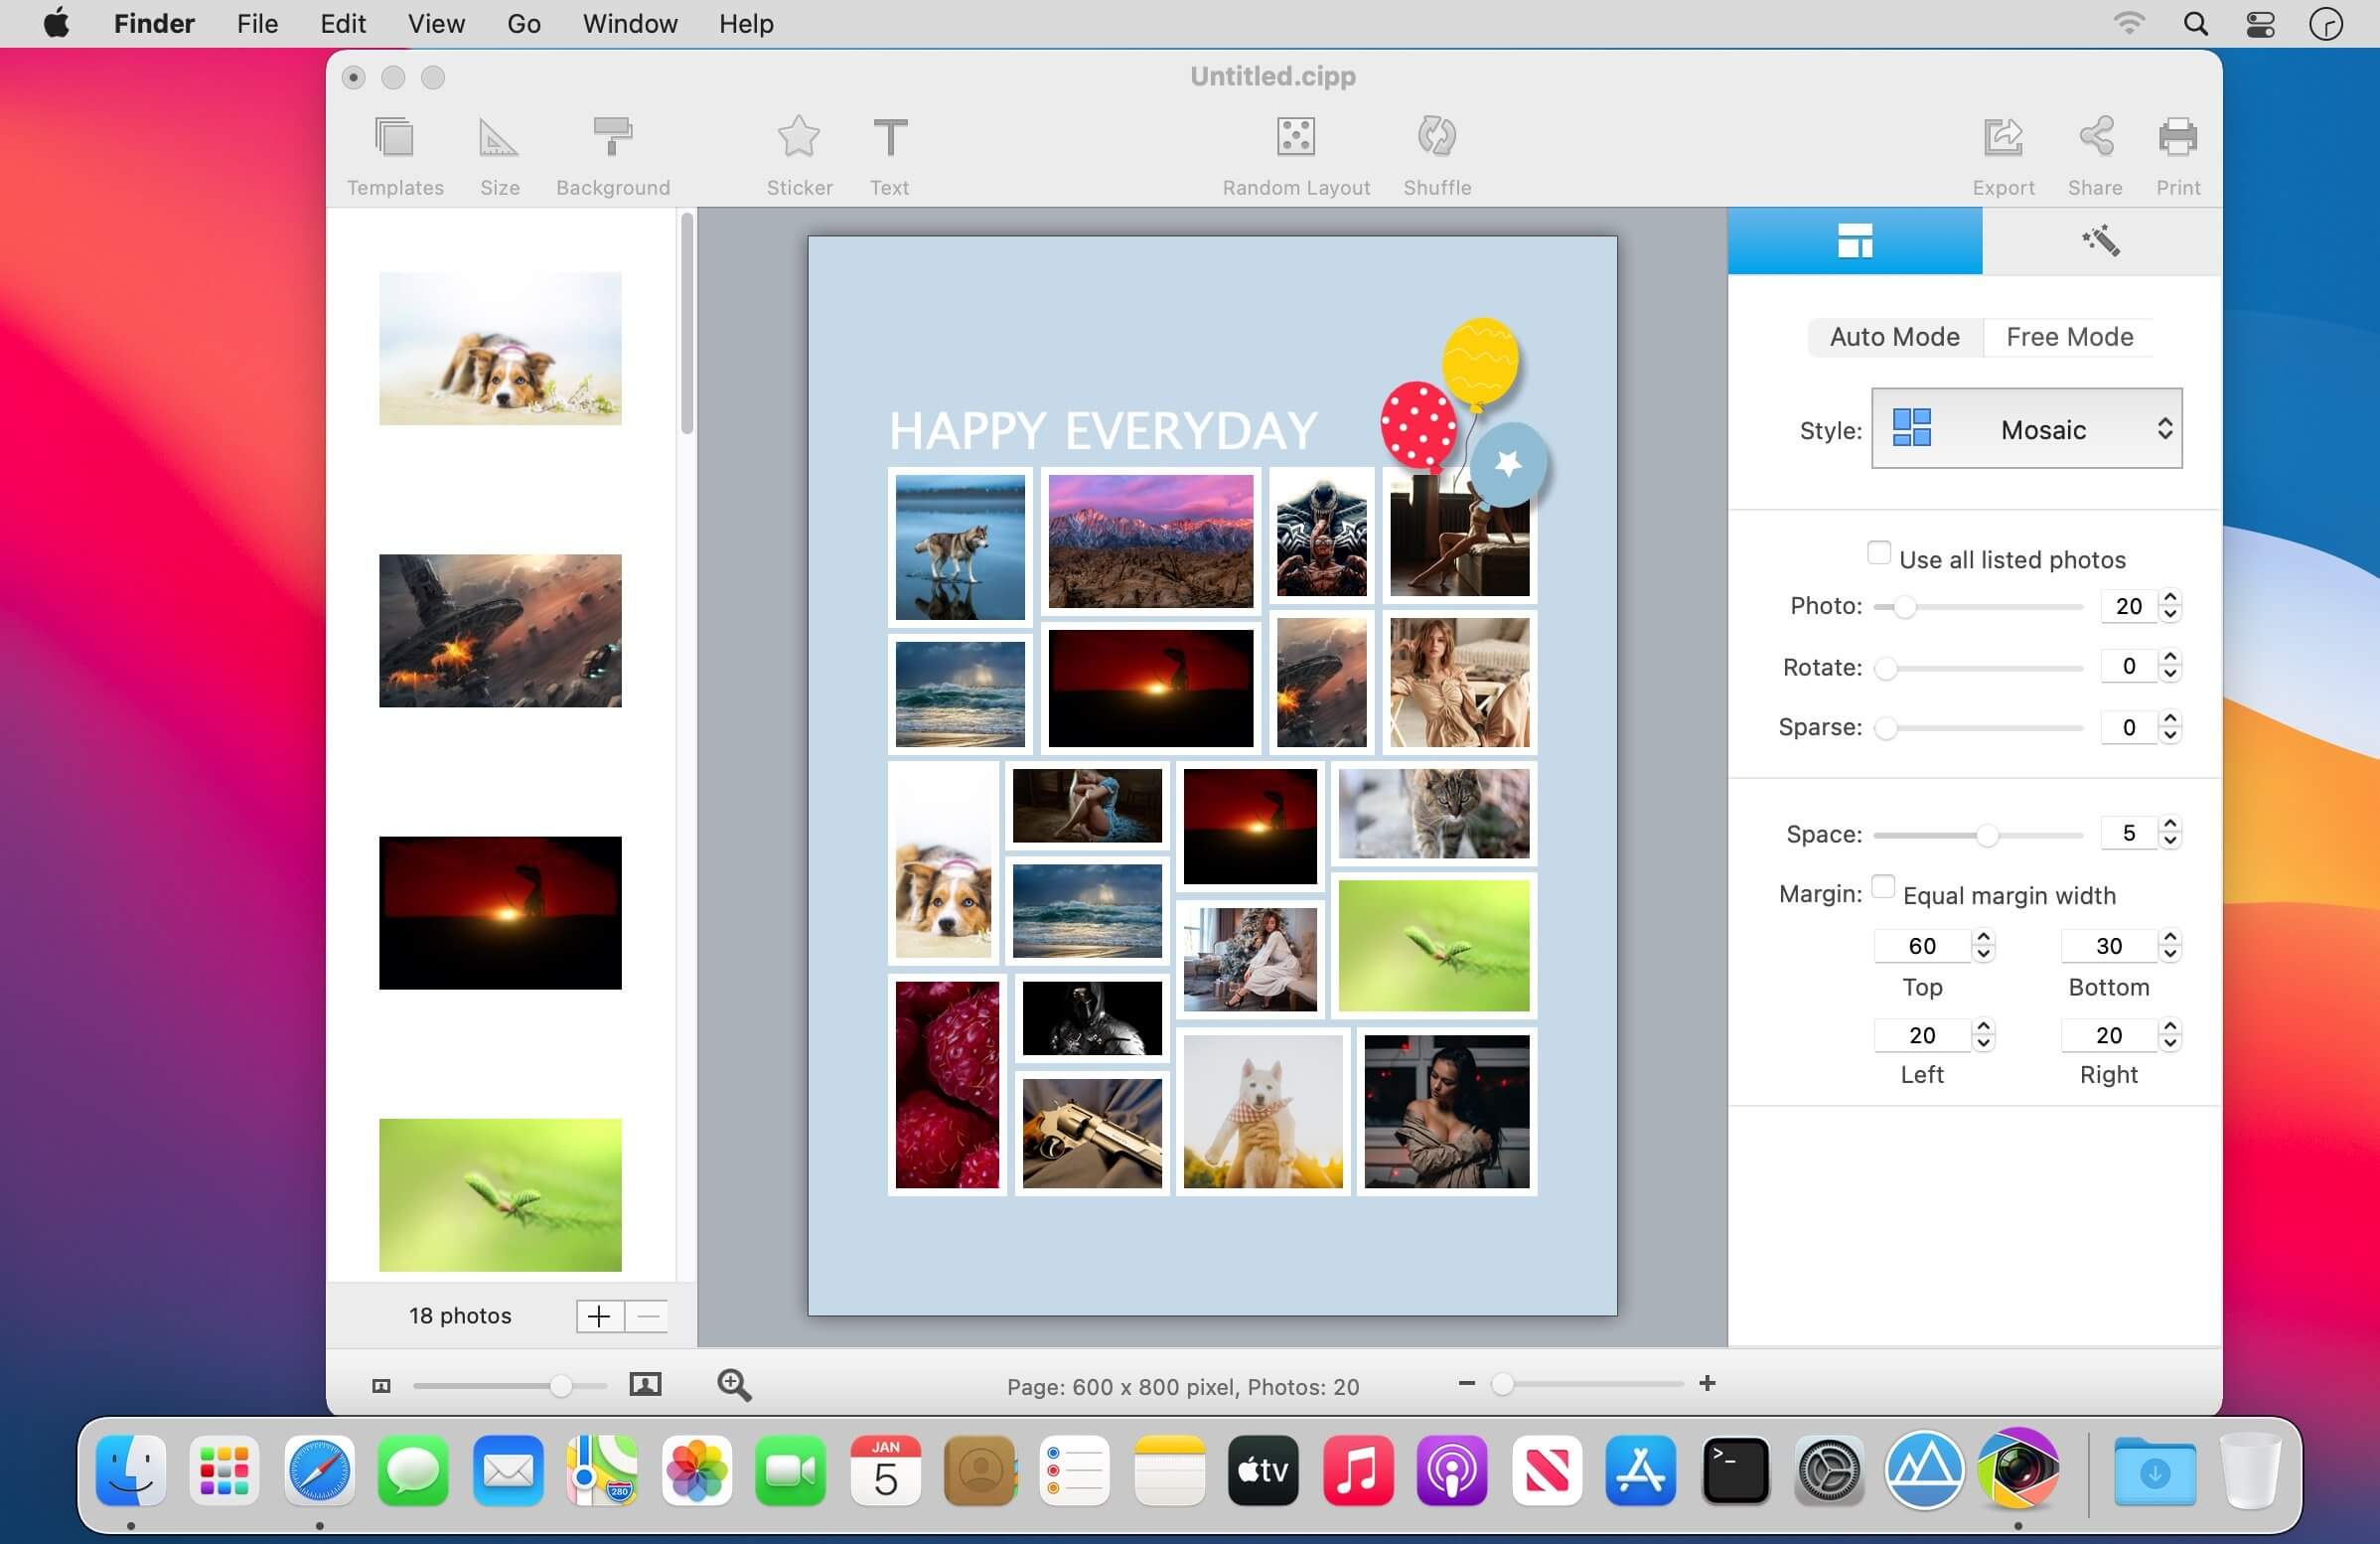 Finder File Edit View Go Window Help
Untitled.cipp
Templates Size Background Sticker Text Random Layout Shuffle Export Share Print
Auto Mode Free Mode
HAPPY EVERYDAY
Style: Mosaic
Use all listed photos
Photo: 20
Rotate: 0
Sparse: 0
Space: 5
Margin: Equal margin width
60 30
Top Bottom
20 20
Left Right
18 photos
Page: 600 x 800 pixel, Photos: 20
280
JAN
5
tv
>_